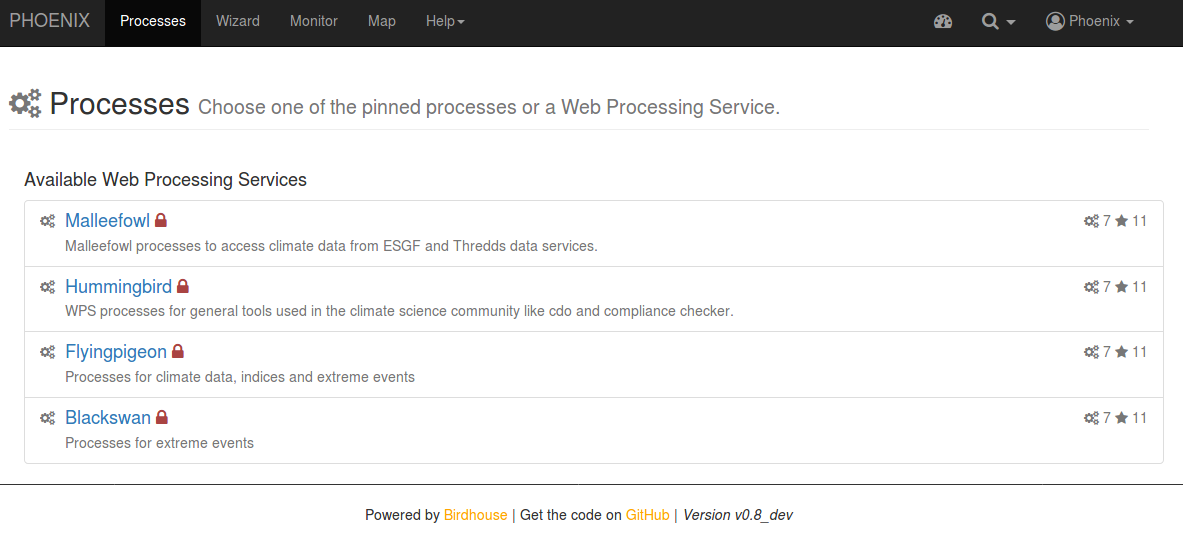 PHOENIX Processes Wizard Monitor Map Help Phoenix
Processes Choose one of the pinned processes or a Web Processing Service.
Available Web Processing Services
Malleefowl 7 11
Malleefowl processes to access climate data from ESGF and Thredds data services.
Hummingbird 7 11
WPS processes for general tools used in the climate science community like cdo and compliance checker.
Flyingpigeon 7 11
Processes for climate data, indices and extreme events
Blackswan 7 11
Processes for extreme events
Powered by Birdhouse | Get the code on GitHub | Version v0.8_dev